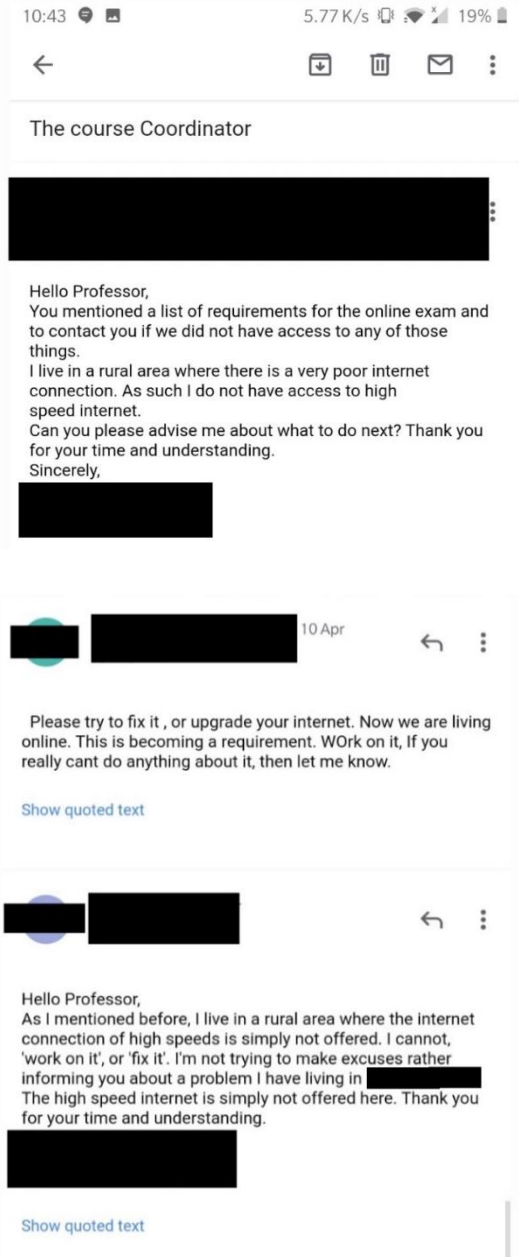 10:43 5.77 K/s 19%
The course Coordinator
Hello Professor,
You mentioned a list of requirements for the online exam and
to contact you if we did not have access to any of those
things.
I live in a rural area where there is a very poor internet
connection. As such I do not have access to high
speed internet.
Can you please advise me about what to do next? Thank you
for your time and understanding.
Sincerely,
10 Apr
Please try to fix it , or upgrade your internet. Now we are living
online. This is becoming a requirement. WOrk on it, If you
really cant do anything about it, then let me know.
Show quoted text
Hello Professor,
As I mentioned before, I live in a rural area where the internet
connection of high speeds is simply not offered. I cannot,
'work on it', or 'fix it'. I'm not trying to make excuses rather
informing you about a problem I have living in
The high speed internet is simply not offered here. Thank you
for your time and understanding.
Show quoted text